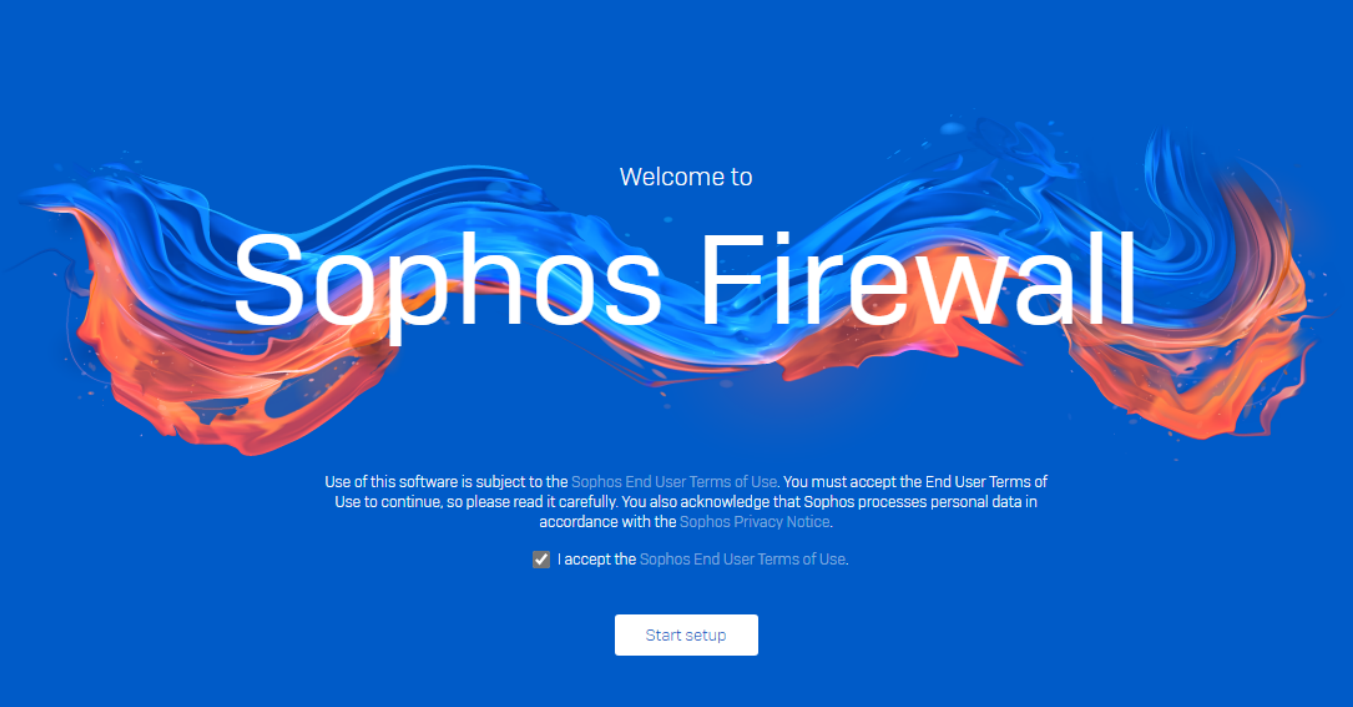 Welcome to
Sophos Firewall
Use of this software is subject to the Sophos End User Terms of Use. You must accept the End User Terms of
Use to continue, so please read it carefully. You also acknowledge that Sophos processes personal data in
accordance with the Sophos Privacy Notice.
I accept the Sophos End User Terms of Use.
Start setup